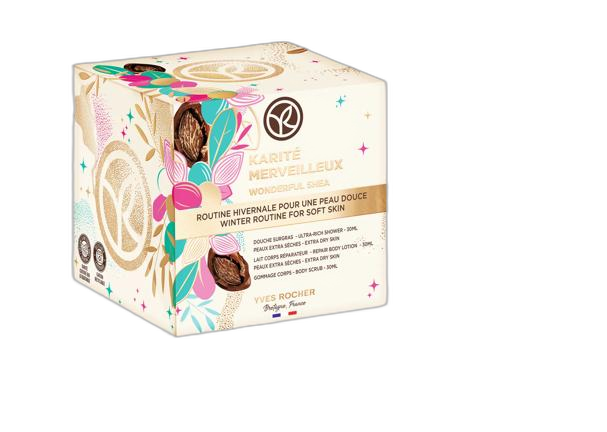 KARITÉ
MERVEILLEUX
WONDERFUL SHEA
ROUTINE HIVERNALE POUR UNE PEAU DOUCE
WINTER ROUTINE FOR SOFT SKIN
DOUCHE SURGRAS - ULTRA-RICH SHOWER - 30ML
PEAUX EXTRA SÈCHES - EXTRA DRY SKIN
LAIT CORPS RÉPARATEUR - REPAIR BODY LOTION - 30ML
PEAUX EXTRA SÈCHES - EXTRA DRY SKIN
GOMMAGE CORPS - BODY SCRUB - 30ML
YVES ROCHER
Bretagne, France